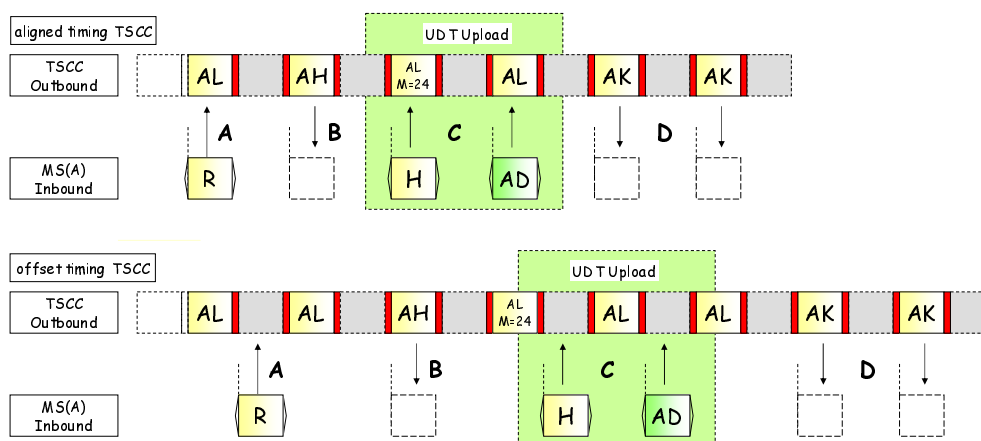 aligned timing TSCC
UDT Upload
TSCC
Outbound
AL
AH
AL
M=24
AL
AK
AK
A
B
C
D
MS(A)
Inbound
R
H
AD
offset timing TSCC
UDT Upload
TSCC
Outbound
AL
AL
AH
AL
M=24
AL
AL
AK
AK
A
B
C
D
MS(A)
Inbound
R
H
AD